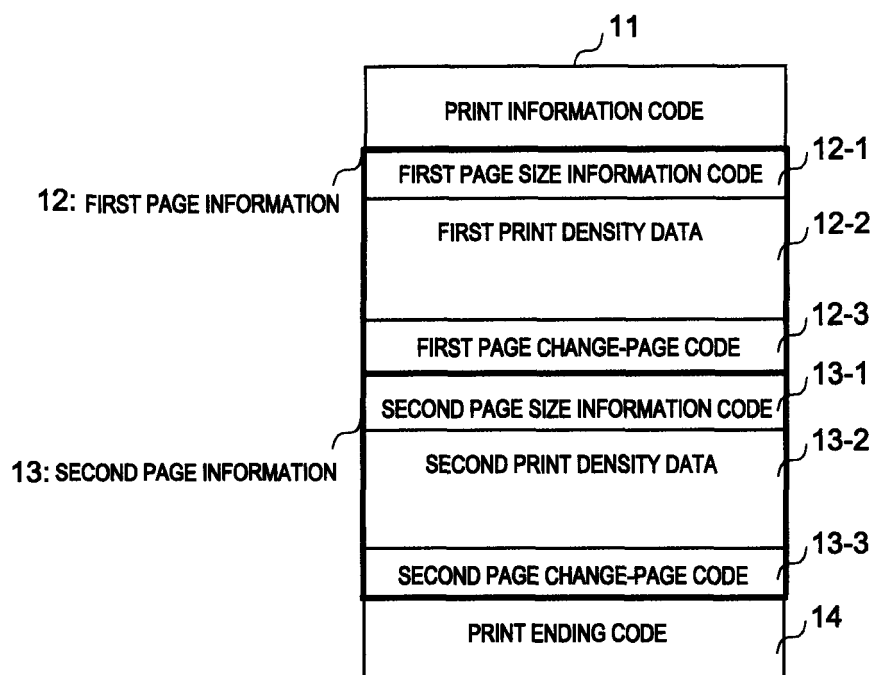 11
PRINT INFORMATION CODE
12-1
FIRST PAGE SIZE INFORMATION CODE
12: FIRST PAGE INFORMATION
12-2
FIRST PRINT DENSITY DATA
12-3
FIRST PAGE CHANGE-PAGE CODE
13-1
SECOND PAGE SIZE INFORMATION CODE
13-2
SECOND PRINT DENSITY DATA
13: SECOND PAGE INFORMATION
13-3
SECOND PAGE CHANGE-PAGE CODE
14
PRINT ENDING CODE